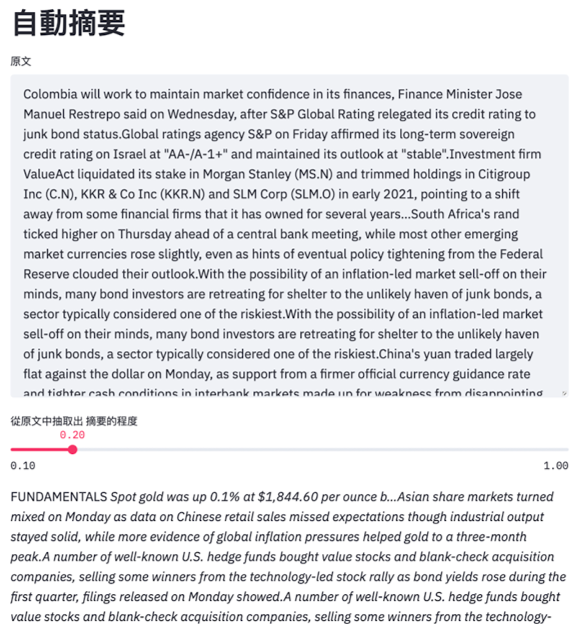 自動摘要
原文
Colombia will work to maintain market confidence in its finances, Finance Minister Jose
Manuel Restrepo said on Wednesday, after S&P Global Rating relegated its credit rating to
junk bond status.Global ratings agency S&P on Friday affirmed its long-term sovereign
credit rating on Israel at "AA-/A-1+" and maintained its outlook at "stable".Investment firm
ValueAct liquidated its stake in Morgan Stanley (MS.N) and trimmed holdings in Citigroup
Inc (C.N), KKR & Co Inc (KKR.N) and SLM Corp (SLM.O) in early 2021, pointing to a shift
away from some financial firms that it has owned for several years...South Africa's rand
ticked higher on Thursday ahead of a central bank meeting, while most other emerging
market currencies rose slightly, even as hints of eventual policy tightening from the Federal
Reserve clouded their outlook.With the possibility of an inflation-led market sell-off on their
minds, many bond investors are retreating for shelter to the unlikely haven of junk bonds, a
sector typically considered one of the riskiest.With the possibility of an inflation-led market
sell-off on their minds, many bond investors are retreating for shelter to the unlikely haven
of junk bonds, a sector typically considered one of the riskiest.China's yuan traded largely
flat against the dollar on Monday, as support from a firmer official currency guidance rate
and tighter cash conditions in interbank markets made up for weakness from disappointing
從原文中抽取出 摘要的程度
0.20
0.10 1.00
FUNDAMENTALS Spot gold was up 0.1% at $1,844.60 per ounce b...Asian share markets turned
mixed on Monday as data on Chinese retail sales missed expectations though industrial output
stayed solid, while more evidence of global inflation pressures helped gold to a three-month
peak.A number of well-known U.S. hedge funds bought value stocks and blank-check acquisition
companies, selling some winners from the technology-led stock rally as bond yields rose during the
first quarter, filings released on Monday showed.A number of well-known U.S. hedge funds bought
value stocks and blank-check acquisition companies, selling some winners from the technology-